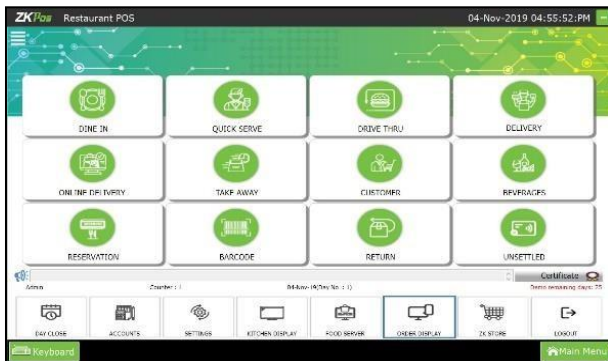 ZKPos Restaurant POS 04-Nov-2019 04:55:52:PM
DINE IN QUICK SERVE DRIVE THRU DELIVERY
ONLINE DELIVERY TAKE AWAY CUSTOMER BEVERAGES
RESERVATION BARCODE RETURN UNSETTLED
Certificate
Admin Counter : 1 04-Nov-19(Day No. : 1) Demo remaining days: 25
DAY CLOSE ACCOUNTS SETTINGS KITCHEN DISPLAY FOOD SERVER ORDER DISPLAY ZK STORE LOGOUT
Keyboard Main Menu